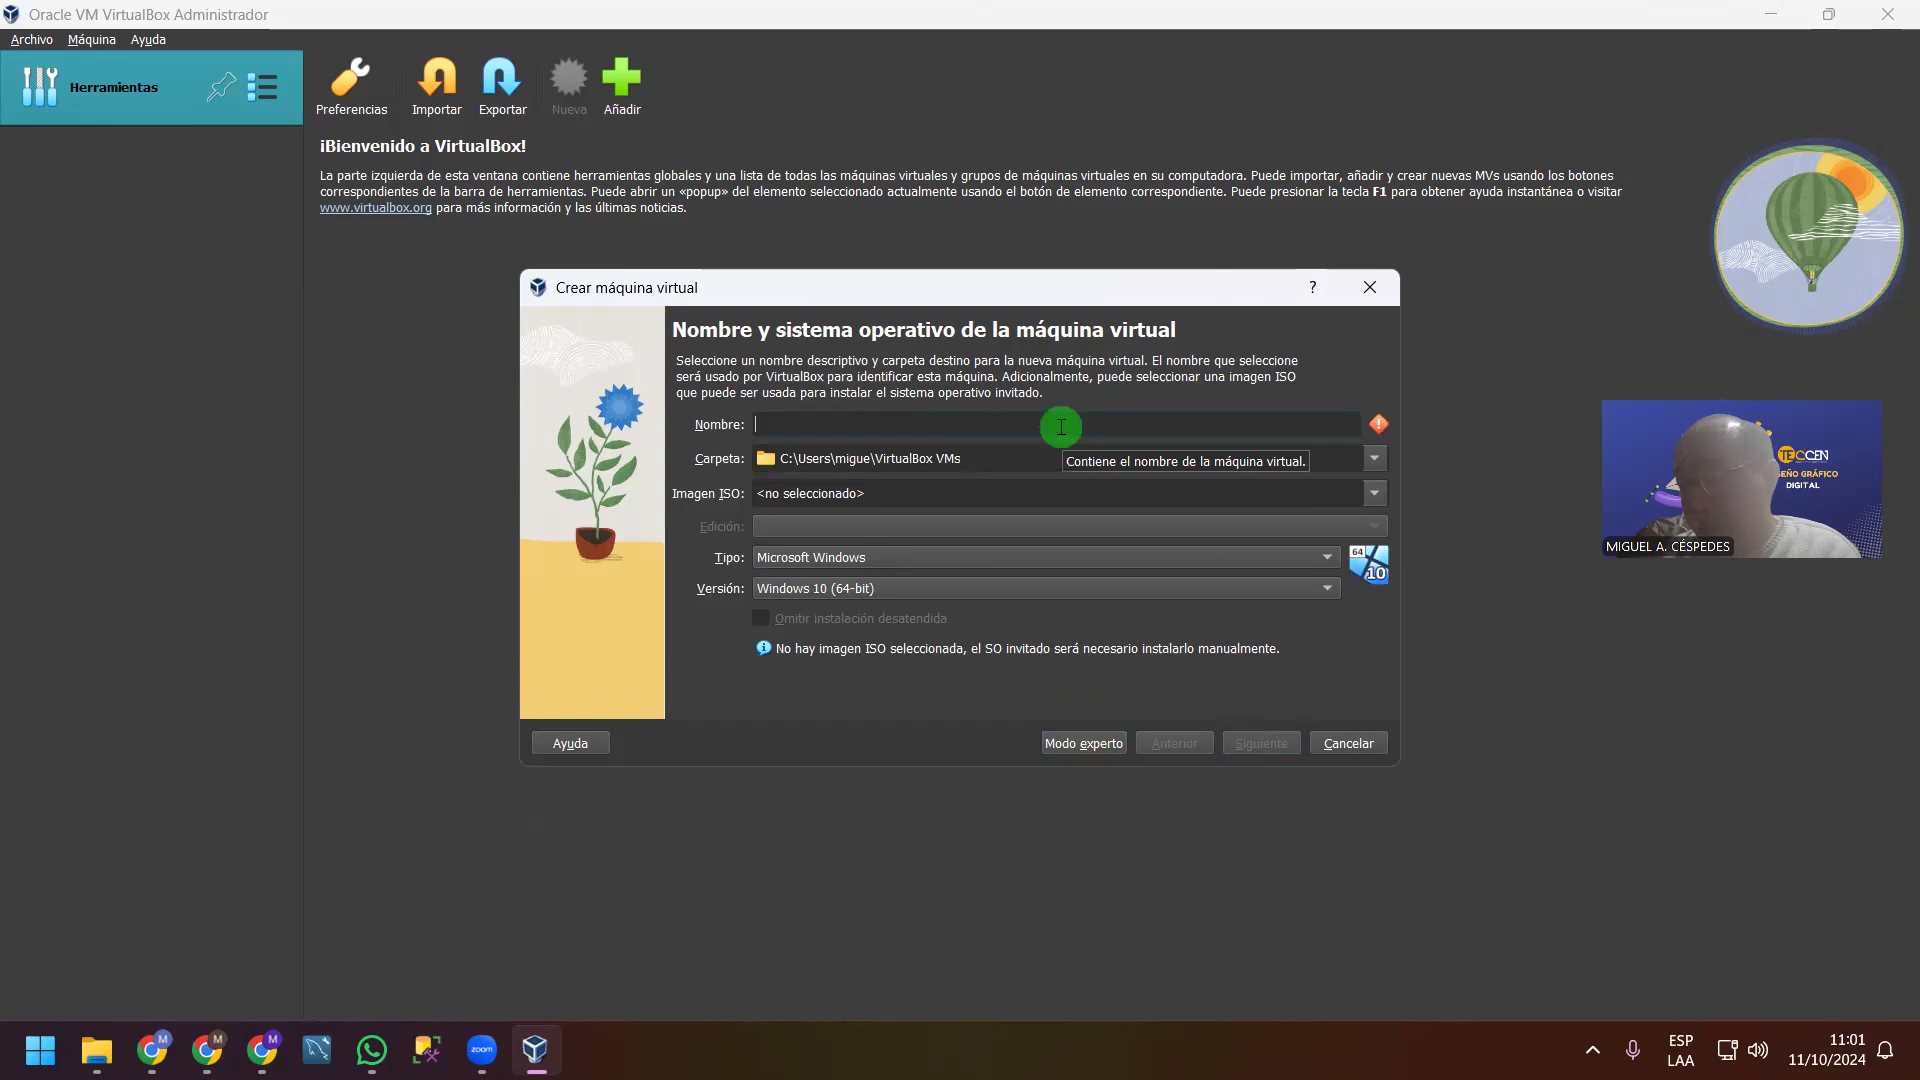 Oracle VM VirtualBox Administrador
Archivo Máquina Ayuda
Herramientas
Preferencias Importar Exportar Nueva Añadir
¡Bienvenido a VirtualBox!
La parte izquierda de esta ventana contiene herramientas globales y una lista de todas las máquinas virtuales y grupos de máquinas virtuales en su computadora. Puede importar, añadir y crear nuevas MVs usando los botones
correspondientes de la barra de herramientas. Puede abrir un «popup» del elemento seleccionado actualmente usando el botón de elemento correspondiente. Puede presionar la tecla F1 para obtener ayuda instantánea o visitar
www.virtualbox.org para más información y las últimas noticias.
Crear máquina virtual
?
Nombre y sistema operativo de la máquina virtual
Seleccione un nombre descriptivo y carpeta destino para la nueva máquina virtual. El nombre que seleccione
será usado por VirtualBox para identificar esta máquina. Adicionalmente, puede seleccionar una imagen ISO
que puede ser usada para instalar el sistema operativo invitado.
Nombre:
Carpeta: C:\Users\migue\VirtualBox VMs
Contiene el nombre de la máquina virtual.
Imagen ISO: <no seleccionado>
Edición:
Tipo: Microsoft Windows
64
10
Versión: Windows 10 (64-bit)
Omitir instalación desatendida
No hay imagen ISO seleccionada, el SO invitado será necesario instalarlo manualmente.
Ayuda Modo experto Anterior Siguiente Cancelar
TECCEN
SEÑO GRÁFICO
DIGITAL
MIGUEL A. CÉSPEDES
M M M
zoom
ESP
LAA
11:01
11/10/2024